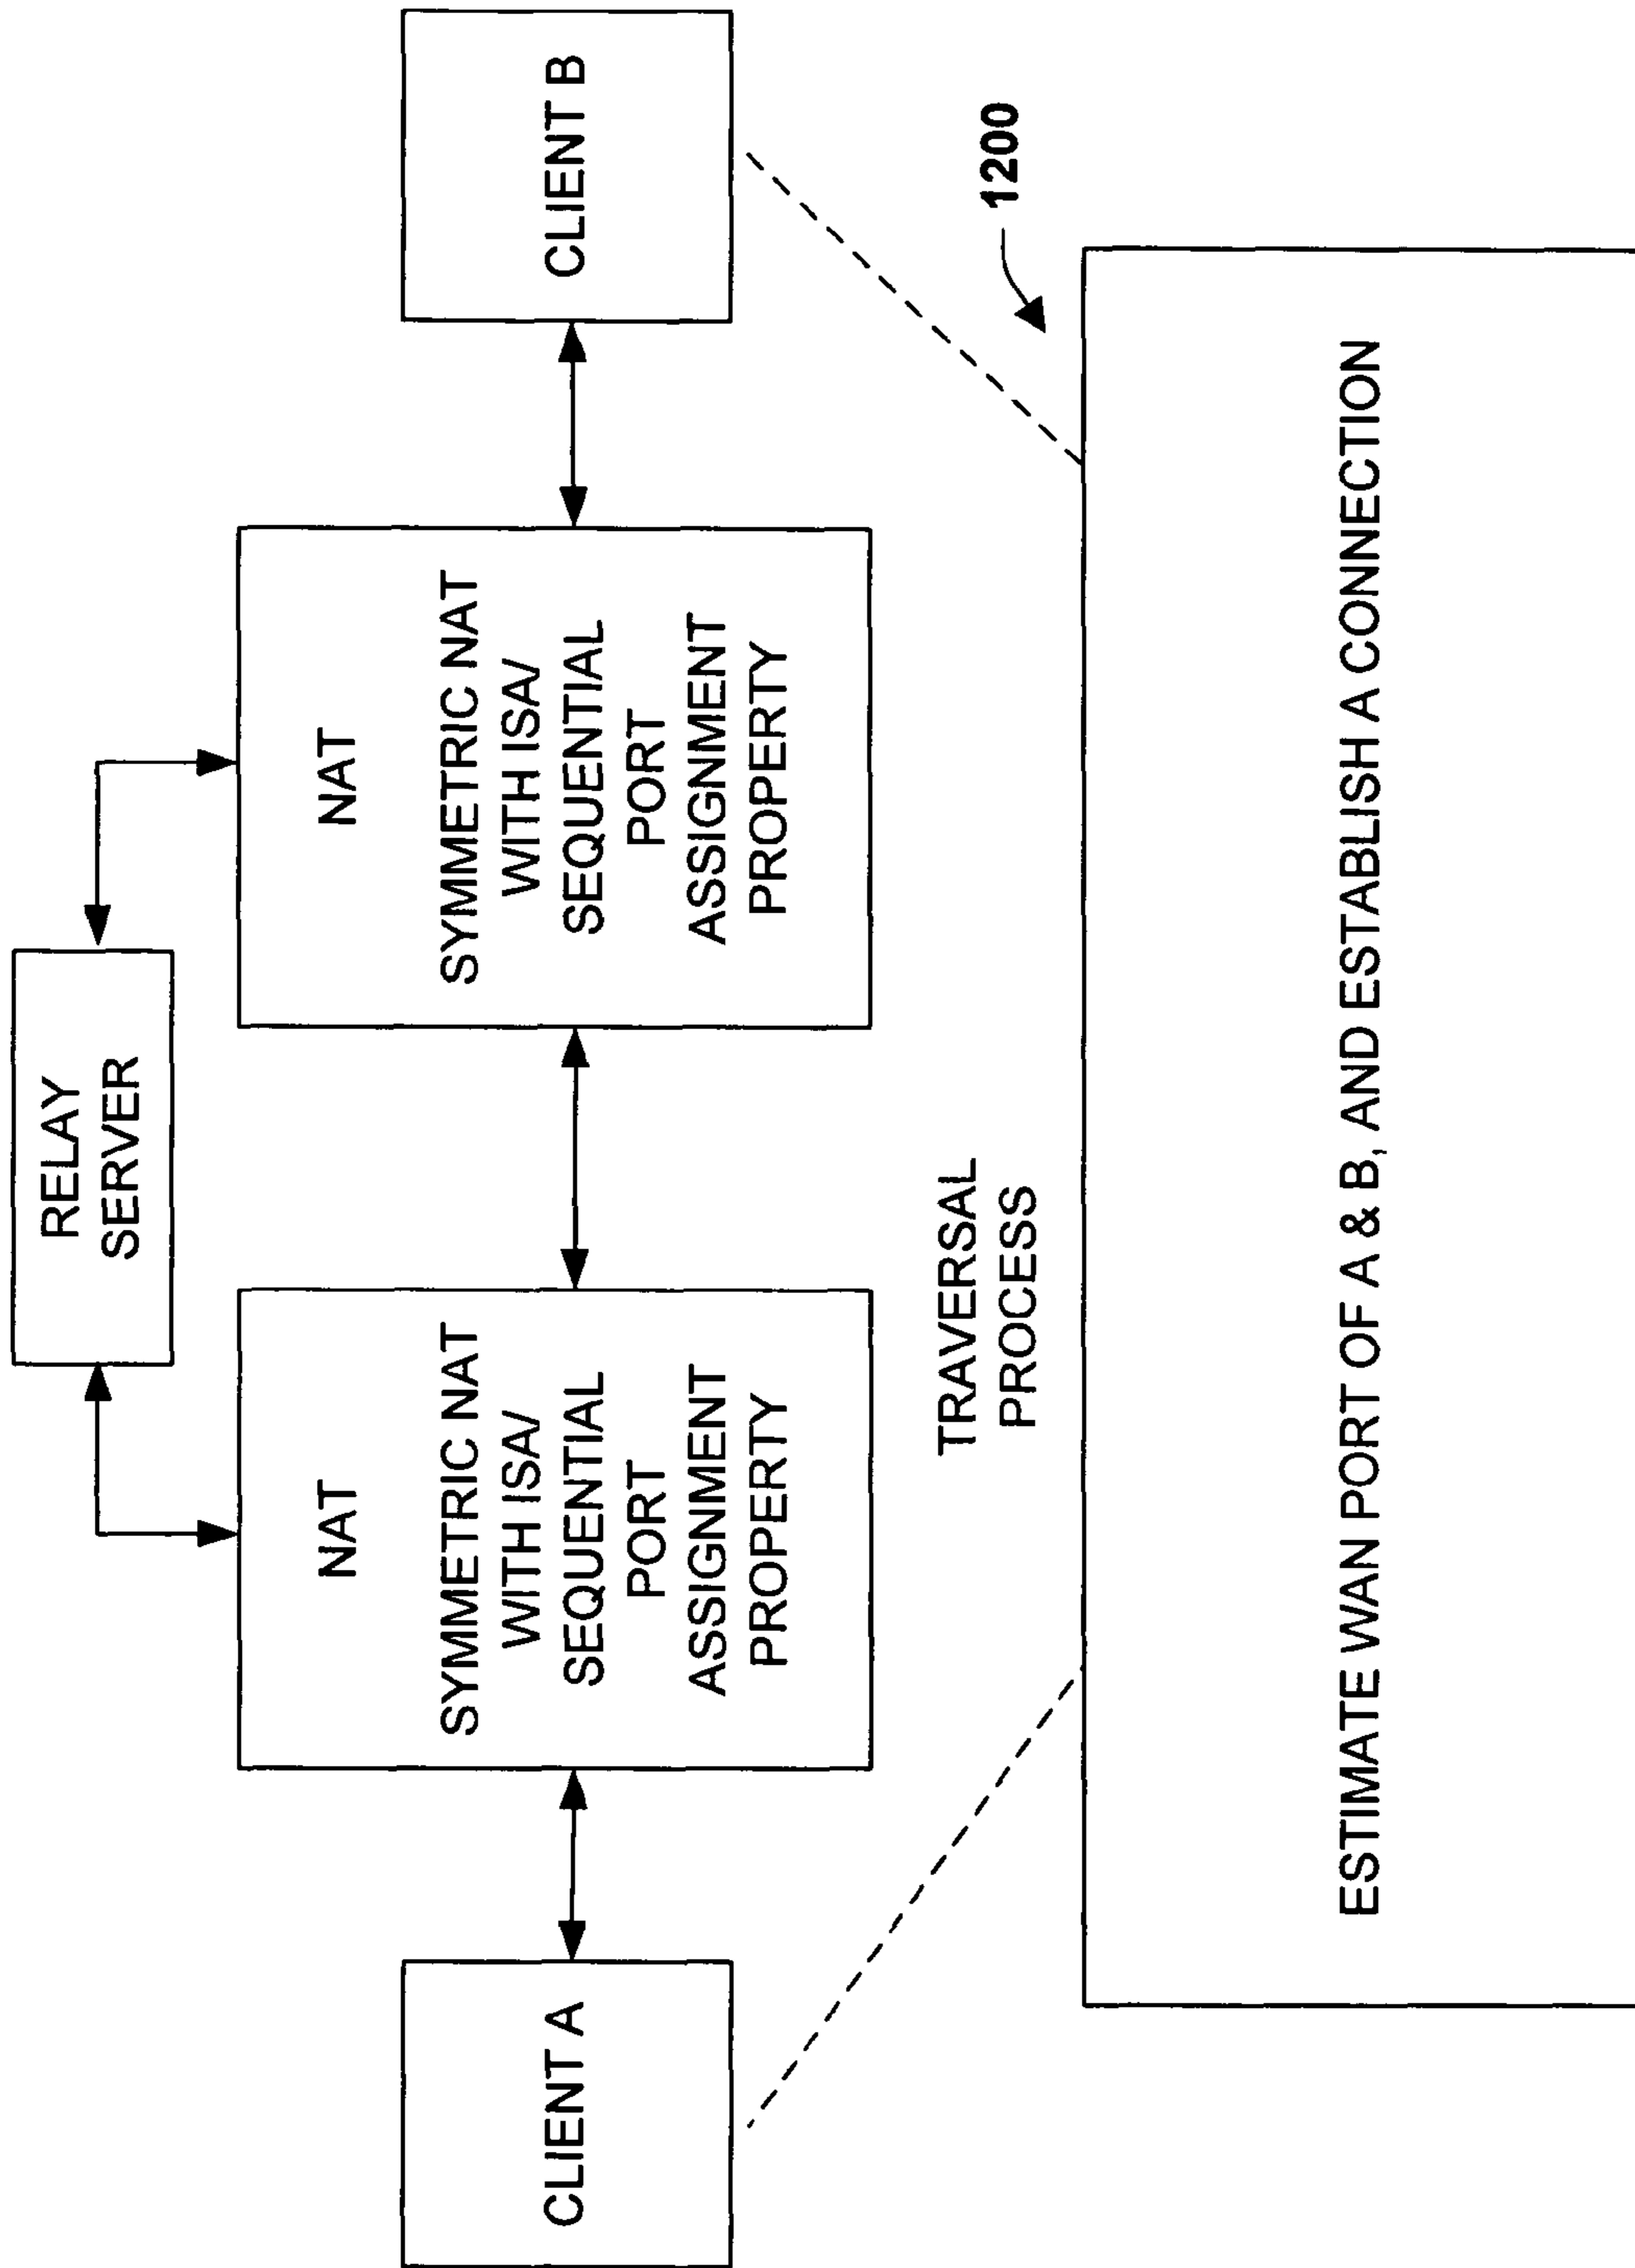 RELAY
SERVER
CLIENT A
NAT
SYMMETRIC NAT
WITH ISA/
SEQUENTIAL
PORT
ASSIGNMENT
PROPERTY
NAT
SYMMETRIC NAT
WITH ISA/
SEQUENTIAL
PORT
ASSIGNMENT
PROPERTY
CLIENT B
TRAVERSAL
PROCESS
1200
ESTIMATE WAN PORT OF A & B, AND ESTABLISH A CONNECTION